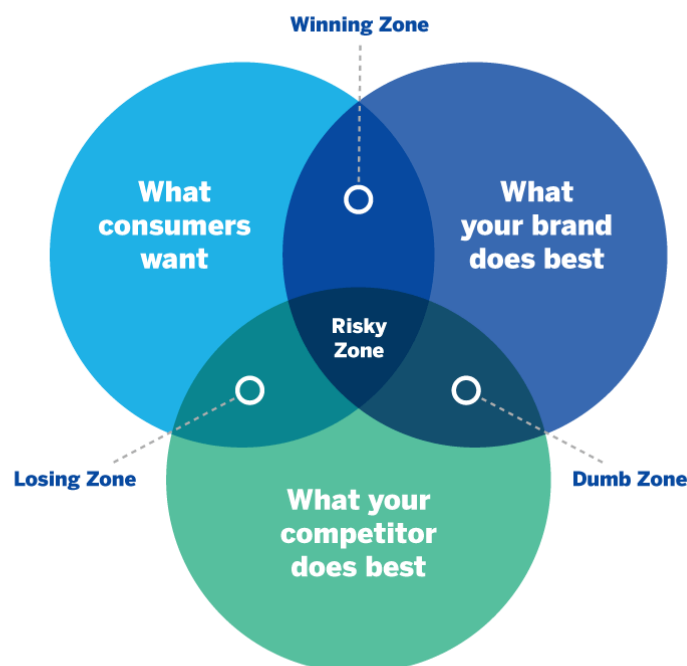 Winning Zone
What
consumers
want
What
your brand
does best
Risky
Zone
Losing Zone
Dumb Zone
What your
competitor
does best